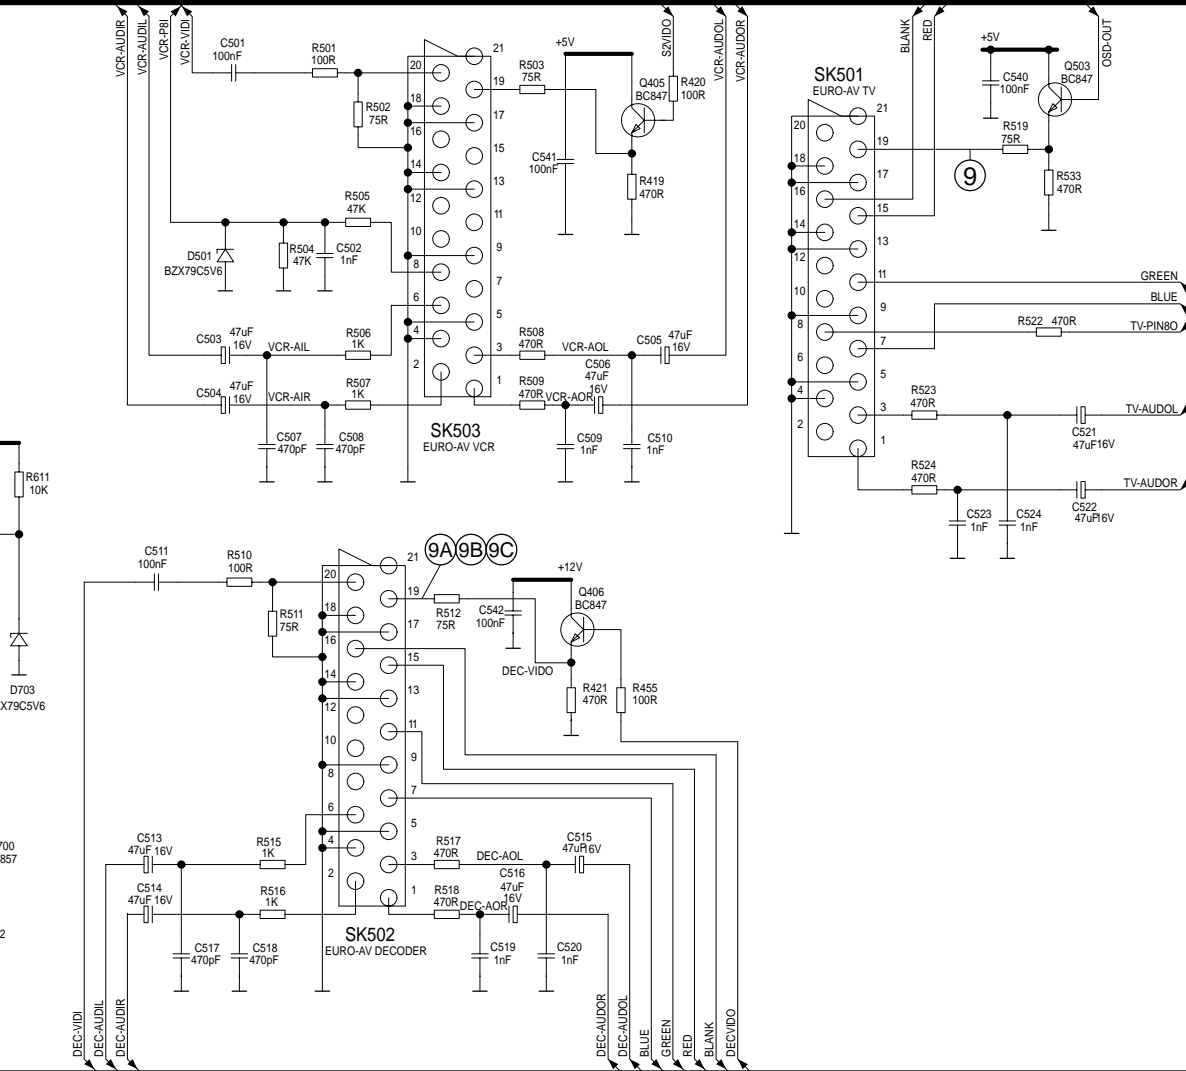 VCR-AUDIR
VCR-AUDIL
VCR-P8I
VCR-VIDI
C501
100nF
R501
100R
R502
75R
20
18
16
14
12
10
8
6
4
2
21
19
17
15
13
11
9
7
5
3
1
R503
75R
+5V
C541
100nF
Q405
BC847
S2VIDO
R420
100R
R419
470R
VCR-AUDOL
VCR-AUDOR
R505
47K
D501
BZX79C5V6
R504
47K
C502
1nF
C503
47uF
16V
VCR-AIL
R506
1K
C504
47uF
16V
VCR-AIR
R507
1K
C507
470pF
C508
470pF
R508
470R
VCR-AOL
C505
47uF
16V
R509
470R
VCR-AOR
C506
47uF
16V
C509
1nF
C510
1nF
SK503
EURO-AV VCR
SK501
EURO-AV TV
20
18
16
14
12
10
8
6
4
2
21
19
17
15
13
11
9
7
5
3
1
BLANK
RED
+5V
C540
100nF
Q503
BC847
OSD-OUT
R519
75R
9
R533
470R
GREEN
BLUE
R522 470R
TV-PIN8O
R523
470R
C521
47uF16V
TV-AUDOL
R524
470R
C522
47uF16V
TV-AUDOR
C523
1nF
C524
1nF
R611
10K
D703
X79C5V6
700
857
2
C511
100nF
R510
100R
R511
75R
20
18
16
14
12
10
8
6
4
2
21
19
17
15
13
11
9
7
5
3
1
9A
9B
9C
R512
75R
C542
100nF
+12V
Q406
BC847
DEC-VIDO
R421
470R
R455
100R
C513
47uF 16V
R515
1K
C514
47uF 16V
R516
1K
C517
470pF
C518
470pF
R517
470R
DEC-AOL
C515
47uF16V
R518
470R
DEC-AOR
C516
47uF
16V
C519
1nF
C520
1nF
SK502
EURO-AV DECODER
DEC-VIDI
DEC-AUDIL
DEC-AUDIR
DEC-AUDOR
DEC-AUDOL
BLUE
GREEN
RED
BLANK
DECVIDO